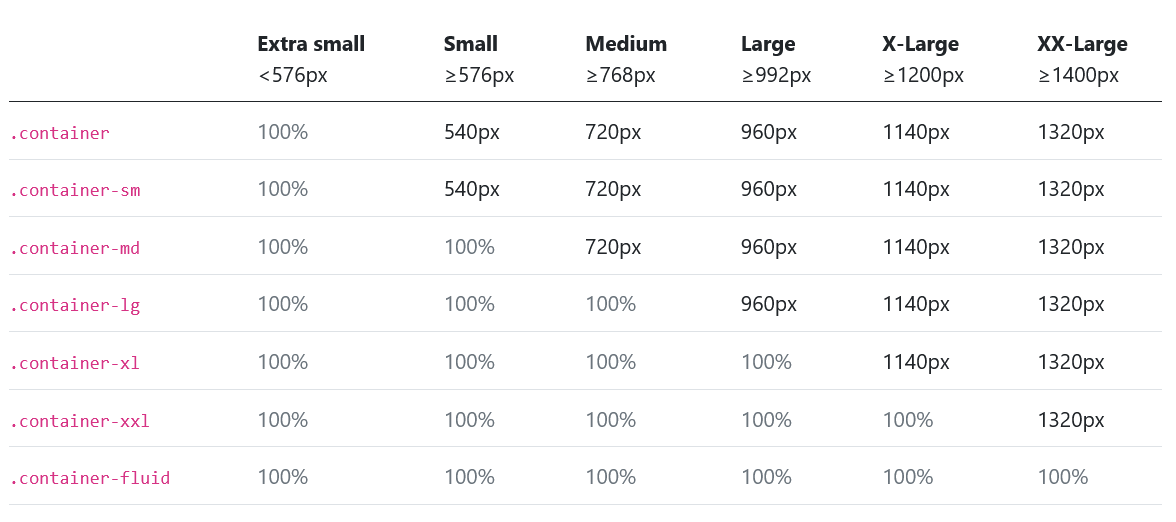 Extra small Small Medium Large X-Large XX-Large
<576px ≥576px ≥768px ≥992px ≥1200px ≥1400px
.container 100% 540px 720px 960px 1140px 1320px
.container-sm 100% 540px 720px 960px 1140px 1320px
.container-md 100% 100% 720px 960px 1140px 1320px
.container-lg 100% 100% 100% 960px 1140px 1320px
.container-xl 100% 100% 100% 100% 1140px 1320px
.container-xxl 100% 100% 100% 100% 100% 1320px
.container-fluid 100% 100% 100% 100% 100% 100%